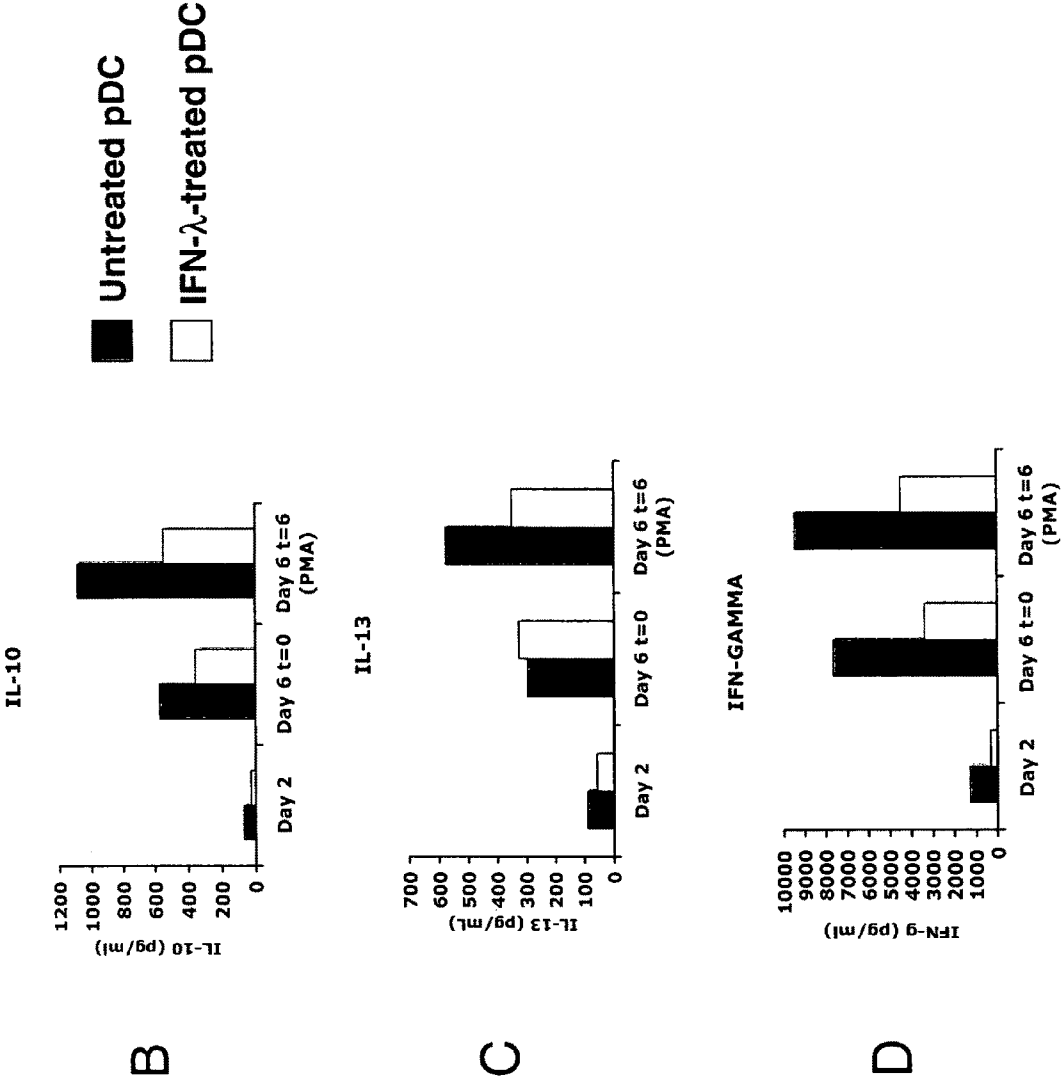 B
IL-10
IL-10 (pg/ml)
1200
1000
800
600
400
200
0
Day 2
Day 6 t=0
Day 6 t=6
(PMA)
Untreated pDC
IFN-λ-treated pDC
C
IL-13
IL-13 (pg/mL)
700
600
500
400
300
200
100
0
Day 2
Day 6 t=0
Day 6 t=6
(PMA)
D
IFN-GAMMA
IFN-g (pg/ml)
10000
9000
8000
7000
6000
5000
4000
3000
2000
1000
0
Day 2
Day 6 t=0
Day 6 t=6
(PMA)